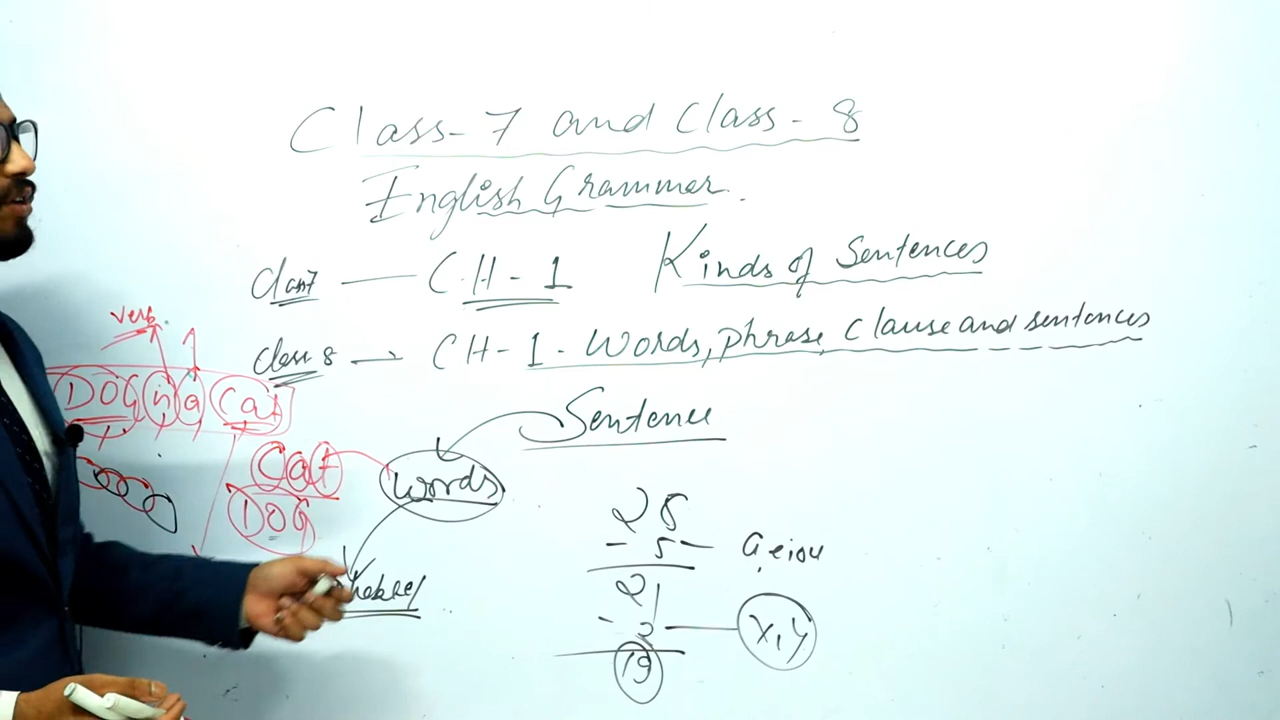 Class-7 and Class-8
English Grammer.
Class 7 — CH-1 Kinds of Sentences
Class 8 → CH-1. Words, phrase, Clause and sentences
verb
DOG is a Cat
Sentence
Cat
Words
DOG
26
- 5 — a,e,i,o,u
21
- 2 — x,y
19